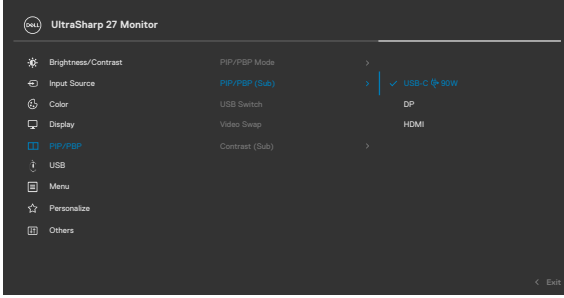 DELL UltraSharp 27 Monitor
Brightness/Contrast PIP/PBP Mode
Input Source PIP/PBP (Sub) USB-C 90W
Color USB Switch DP
Display Video Swap HDMI
PIP/PBP Contrast (Sub)
USB
Menu
Personalize
Others
Exit